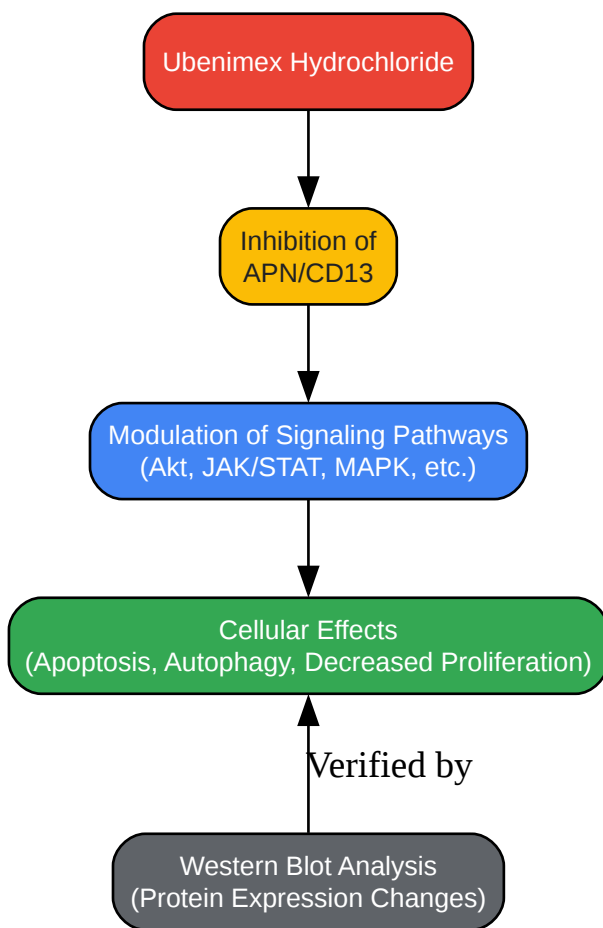 Ubenimex Hydrochloride
Inhibition of
APN/CD13
Modulation of Signaling Pathways
(Akt, JAK/STAT, MAPK, etc.)
Cellular Effects
(Apoptosis, Autophagy, Decreased Proliferation)
Verified by
Western Blot Analysis
(Protein Expression Changes)